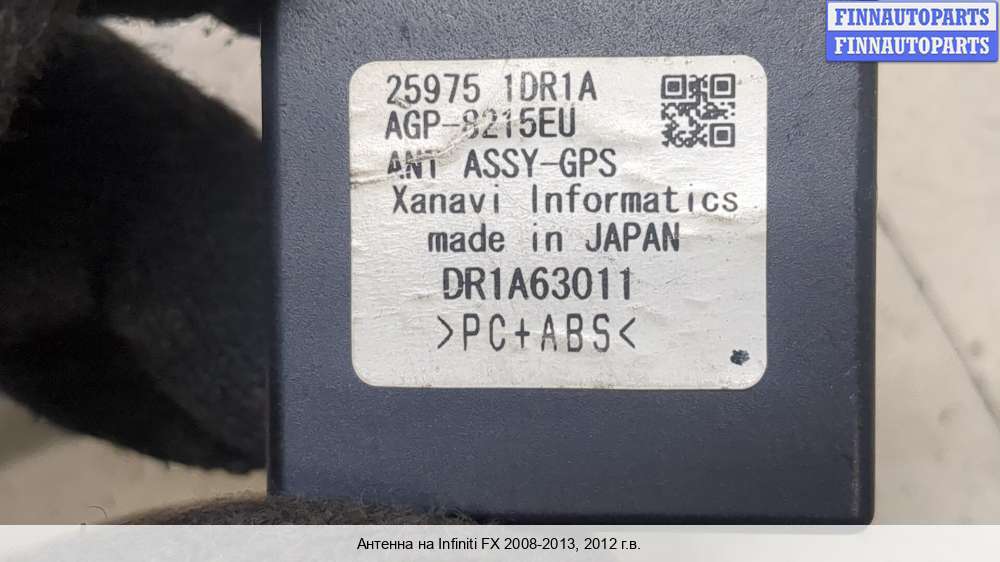 FINNAUTOPARTS
FINNAUTOPARTS
25975 1DR1A
AGP-8215EU
ANT ASSY-GPS
Xanavi Informatics
made in JAPAN
DR1A63011
>PC+ABS<
Антенна на Infiniti FX 2008-2013, 2012 г.в.